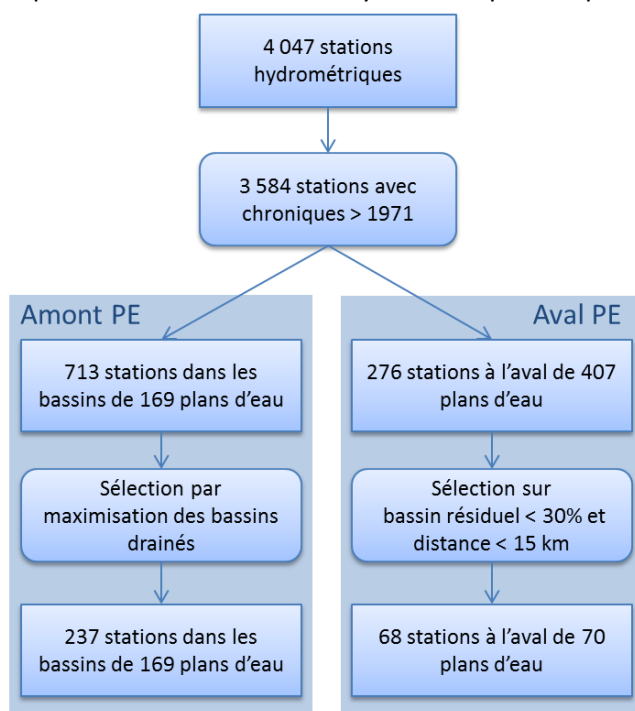 4 047 stations
hydrométriques
3 584 stations avec
chroniques > 1971
Amont PE
713 stations dans les
bassins de 169 plans d'eau
Sélection par
maximisation des bassins
drainés
237 stations dans les
bassins de 169 plans d'eau
Aval PE
276 stations à l'aval de 407
plans d'eau
Sélection sur
bassin résiduel < 30% et
distance < 15 km
68 stations à l'aval de 70
plans d'eau